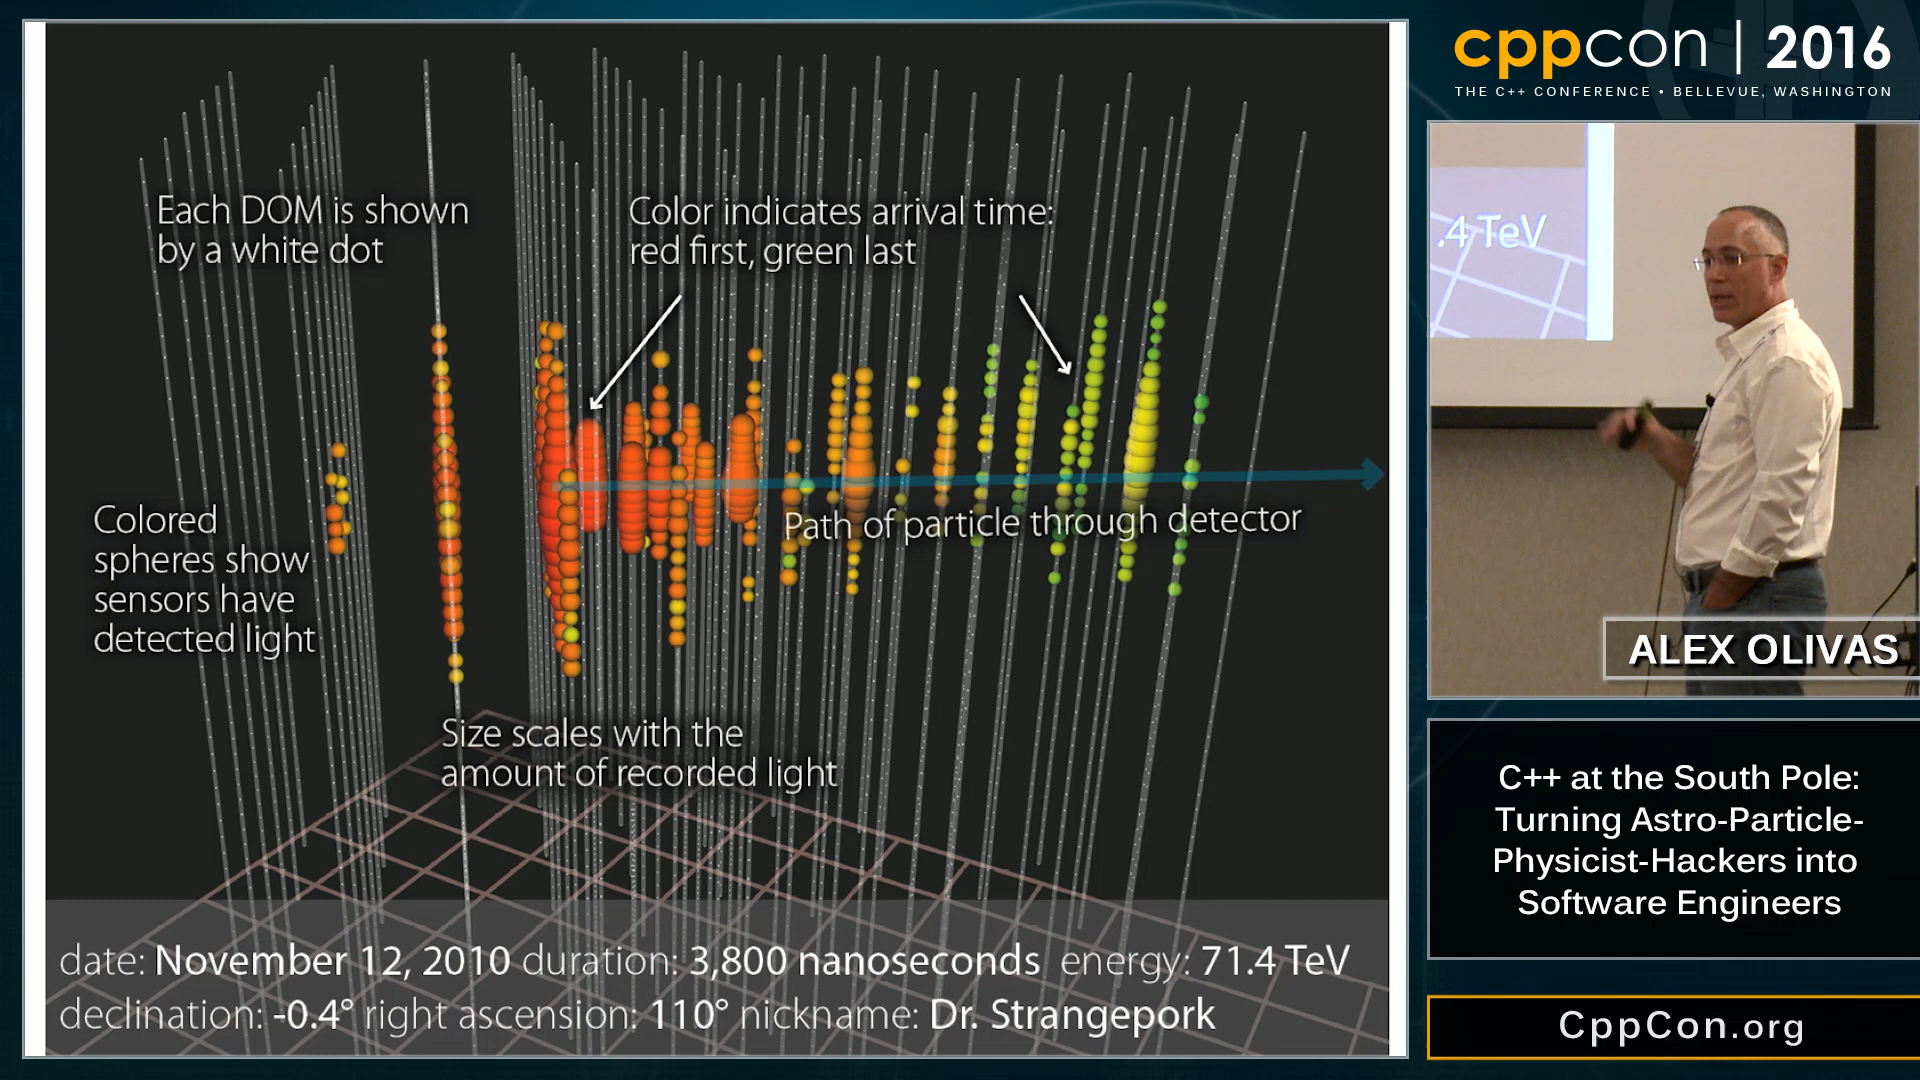 cppcon | 2016
THE C++ CONFERENCE • BELLEVUE, WASHINGTON
Each DOM is shown
by a white dot
Color indicates arrival time:
red first, green last
.4 TeV
Colored
spheres show
sensors have
detected light
Path of particle through detector
ALEX OLIVAS
Size scales with the
amount of recorded light
C++ at the South Pole:
Turning Astro-Particle-
Physicist-Hackers into
Software Engineers
date: November 12, 2010 duration: 3,800 nanoseconds energy: 71.4 TeV
declination: -0.4° right ascension: 110° nickname: Dr. Strangepork
CppCon.org